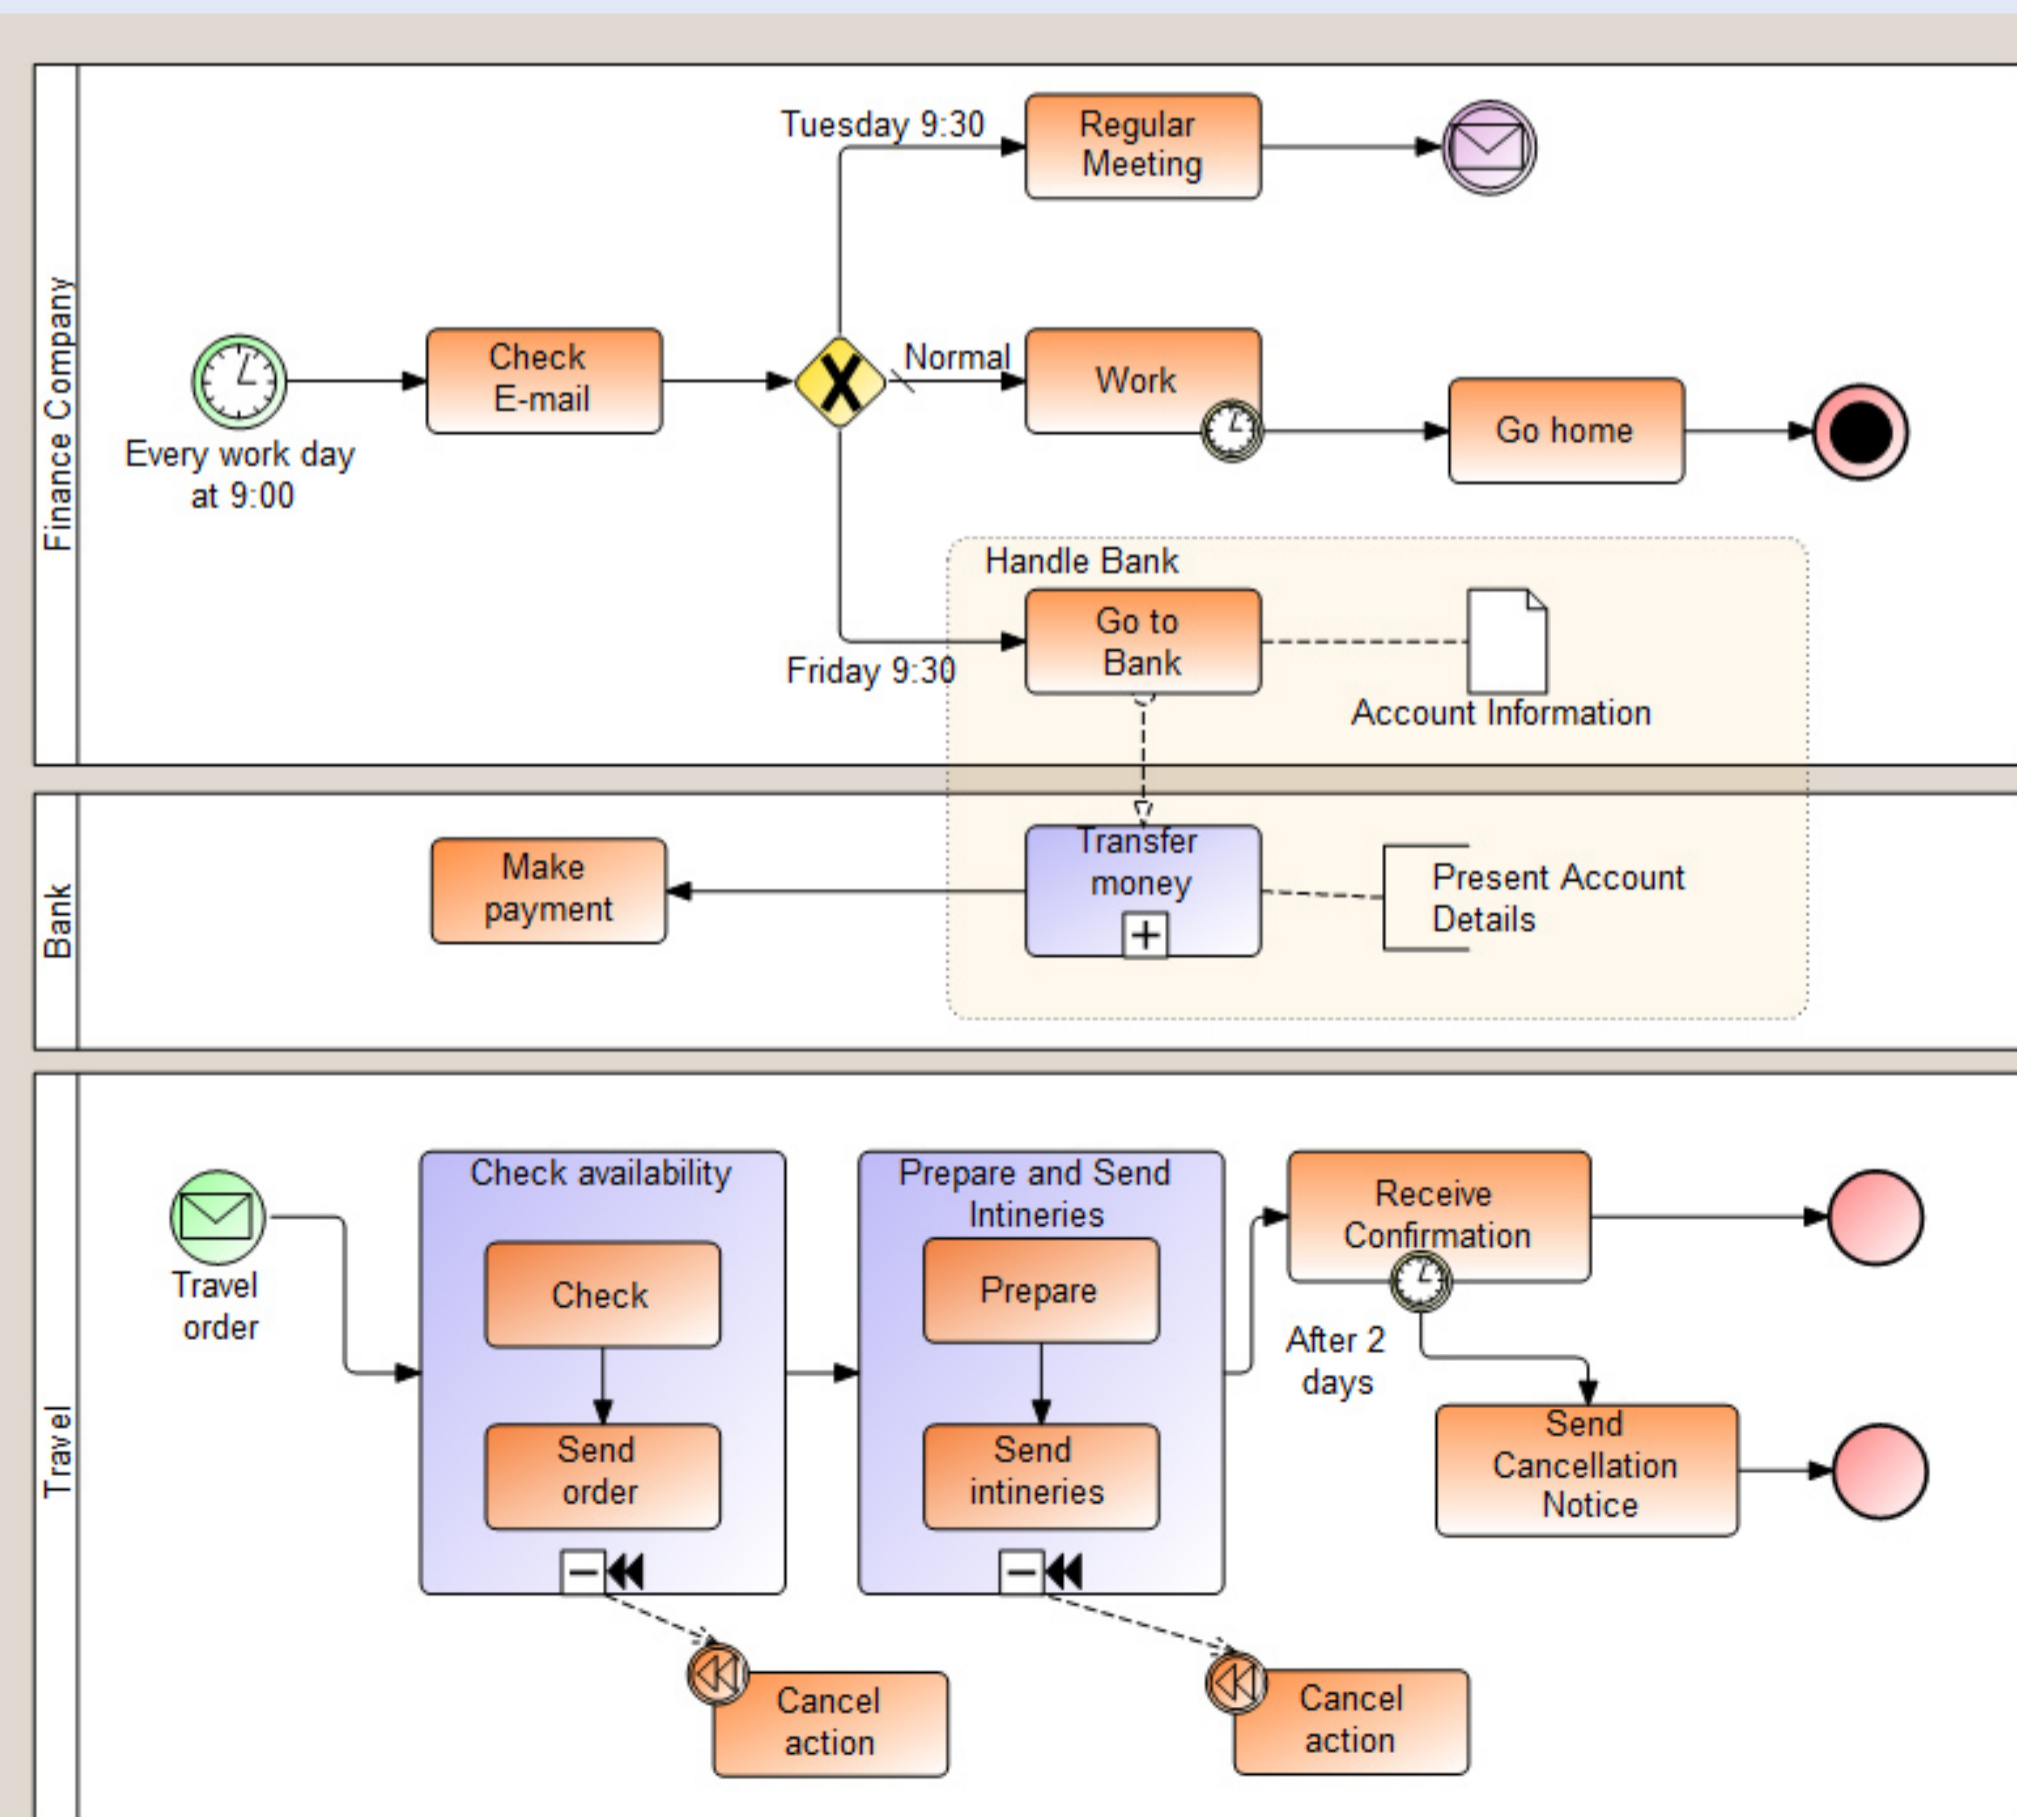 Finance Company
Tuesday 9:30
Regular
Meeting
Every work day
at 9:00
Check
E-mail
Normal
Work
Go home
Friday 9:30
Handle Bank
Go to
Bank
Account Information
Bank
Make
payment
Transfer
money
Present Account
Details
Travel
Travel
order
Check availability
Check
Send
order
Prepare and Send
Intineries
Prepare
Send
intineries
Receive
Confirmation
After 2
days
Send
Cancellation
Notice
Cancel
action
Cancel
action